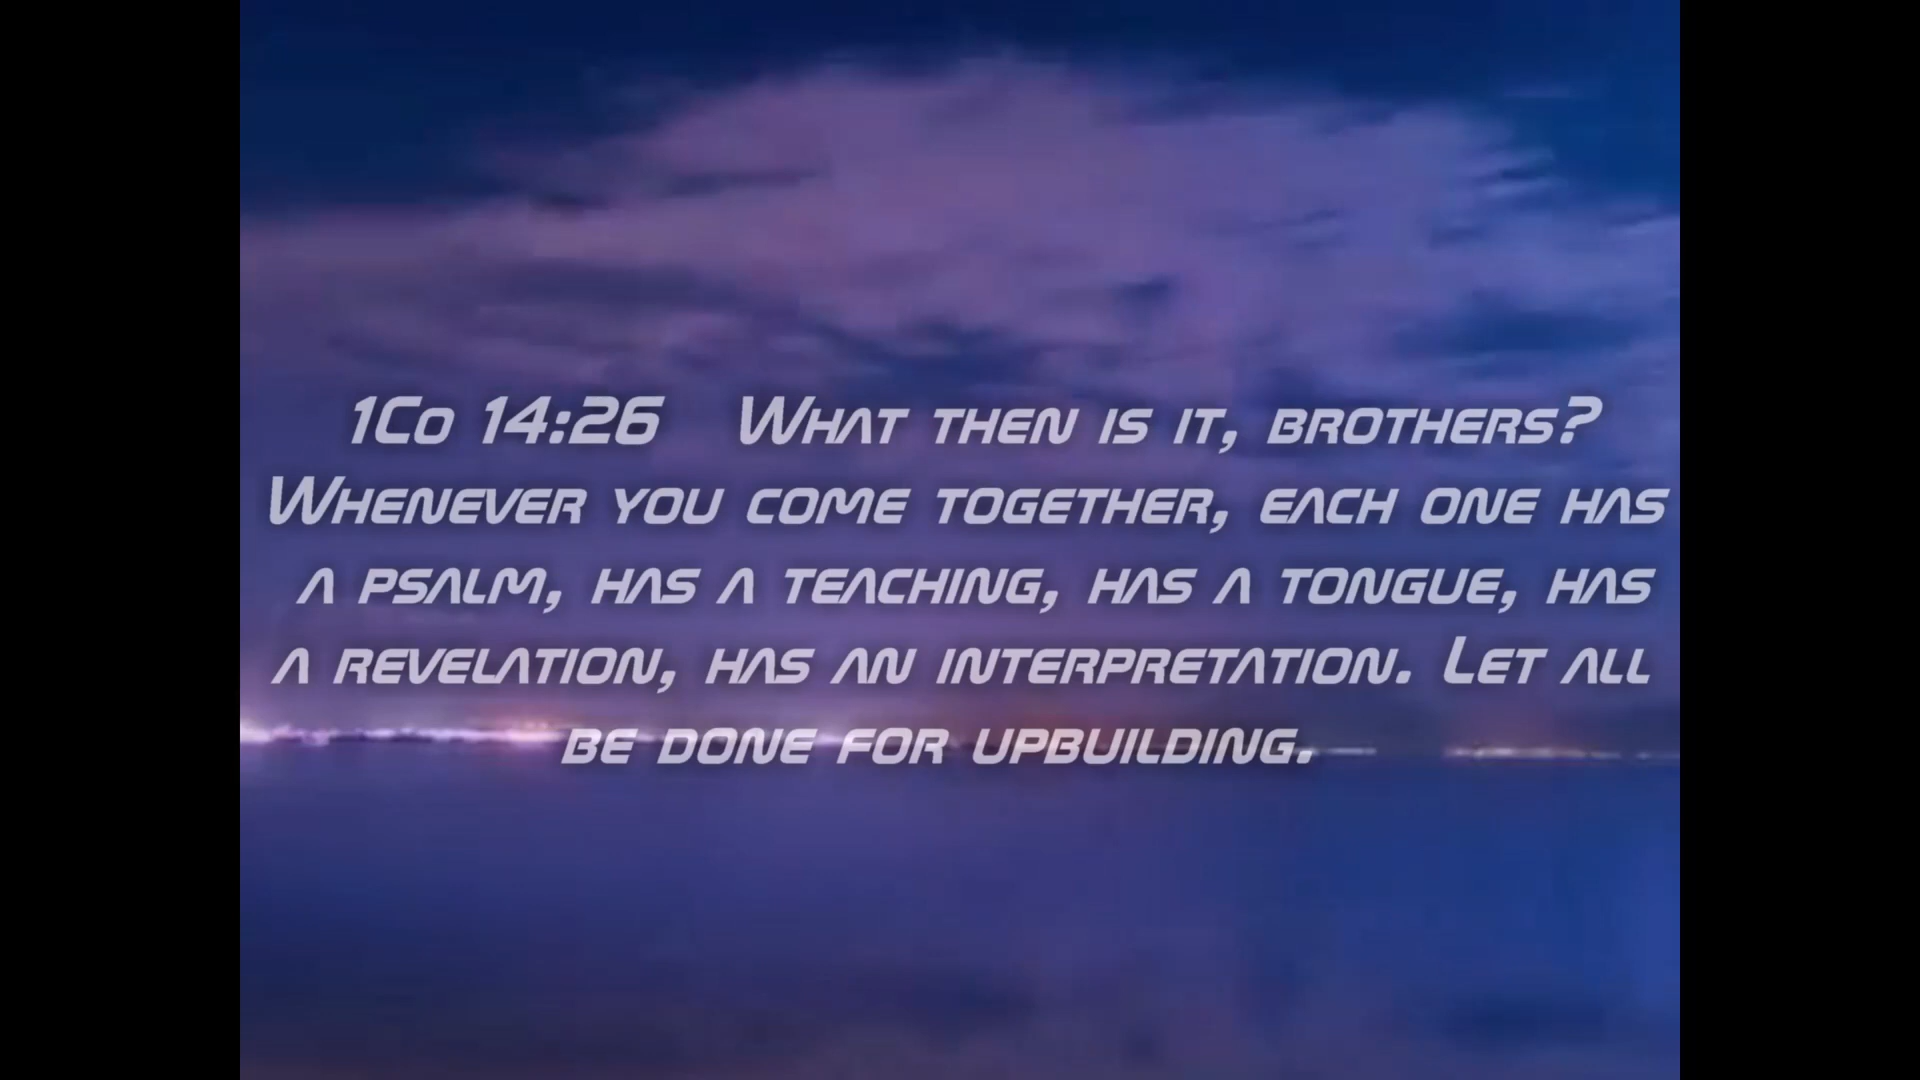 1Co 14:26 What then is it, brothers?
Whenever you come together, each one has
a psalm, has a teaching, has a tongue, has
a revelation, has an interpretation. Let all
be done for upbuilding.